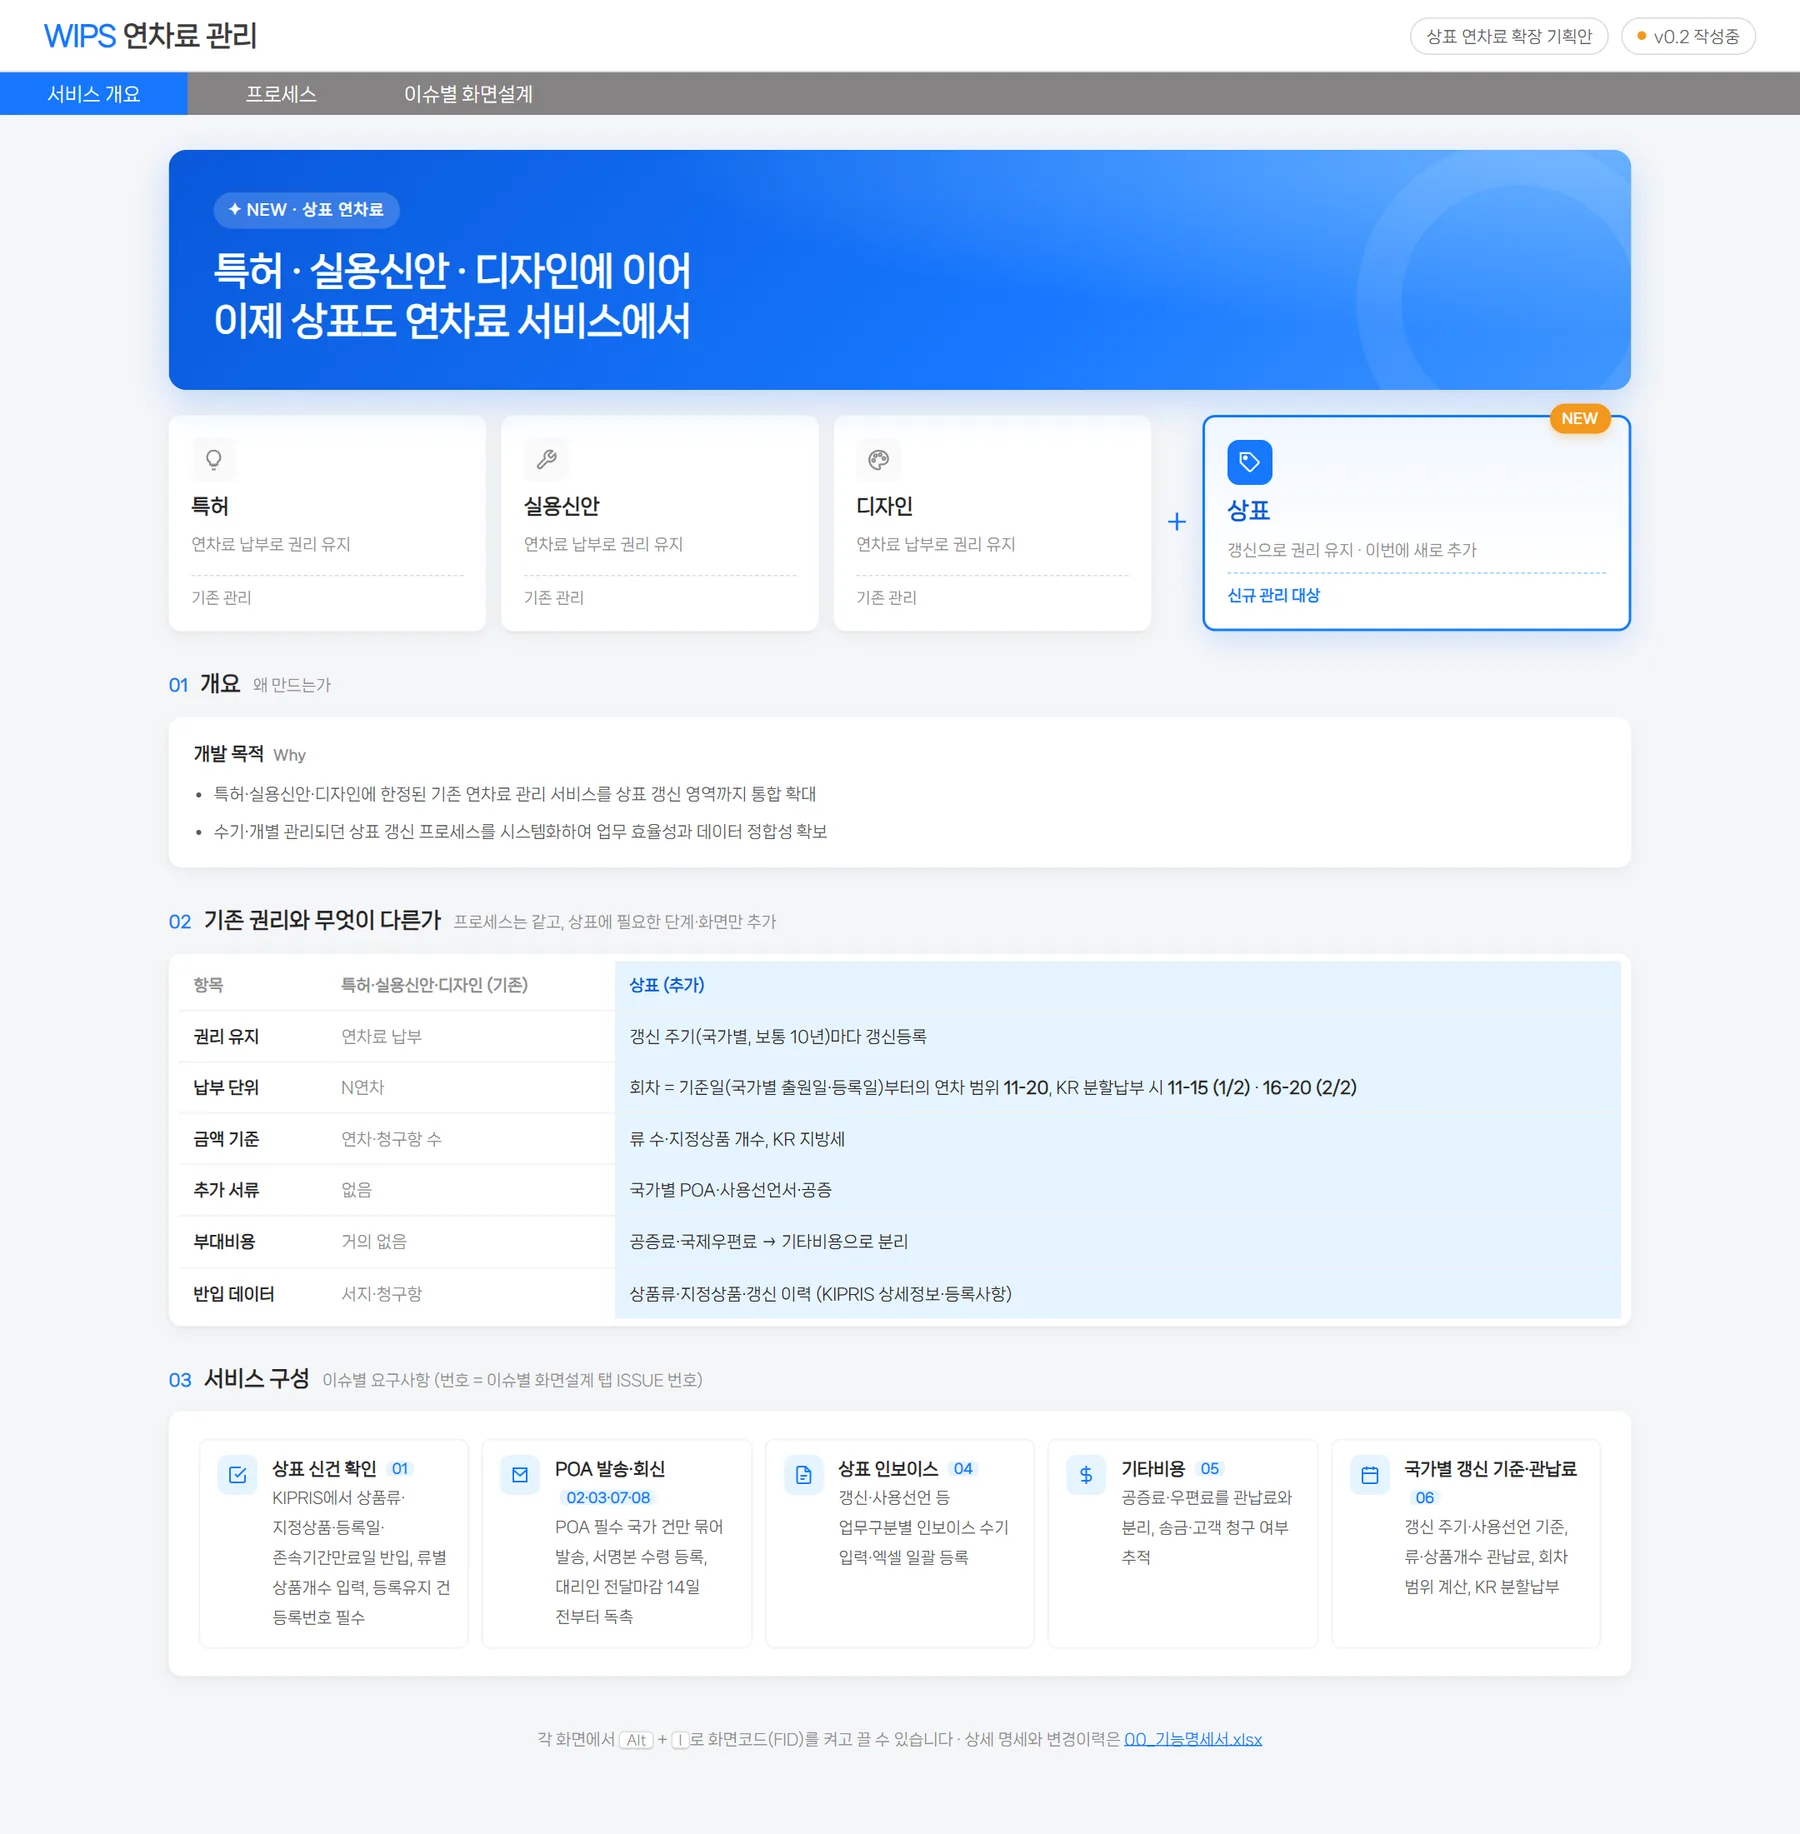 WIPS 연차료 관리
상표 연차료 확장 기획안
v0.2 작성중
서비스 개요
프로세스
이슈별 화면설계
✦ NEW · 상표 연차료
특허 · 실용신안 · 디자인에 이어
이제 상표도 연차료 서비스에서
특허
연차료 납부로 권리 유지
기존 관리
실용신안
연차료 납부로 권리 유지
기존 관리
디자인
연차료 납부로 권리 유지
기존 관리
+
NEW
상표
갱신으로 권리 유지 · 이번에 새로 추가
신규 관리 대상
01 개요 왜 만드는가
개발 목적 Why
• 특허·실용신안·디자인에 한정된 기존 연차료 관리 서비스를 상표 갱신 영역까지 통합 확대
• 수기·개별 관리되던 상표 갱신 프로세스를 시스템화하여 업무 효율성과 데이터 정합성 확보
02 기존 권리와 무엇이 다른가 프로세스는 같고, 상표에 필요한 단계·화면만 추가
항목 특허·실용신안·디자인 (기존) 상표 (추가)
권리 유지 연차료 납부 갱신 주기(국가별, 보통 10년)마다 갱신등록
납부 단위 N연차 회차 = 기준일(국가별 출원일·등록일)부터의 연차 범위 11-20, KR 분할납부 시 11-15 (1/2) · 16-20 (2/2)
금액 기준 연차·청구항 수 류 수·지정상품 개수, KR 지방세
추가 서류 없음 국가별 POA·사용선언서·공증
부대비용 거의 없음 공증료·국제우편료 → 기타비용으로 분리
반입 데이터 서지·청구항 상품류·지정상품·갱신 이력 (KIPRIS 상세정보·등록사항)
03 서비스 구성 이슈별 요구사항 (번호 = 이슈별 화면설계 탭 ISSUE 번호)
상표 신건 확인 01
KIPRIS에서 상품류·
지정상품·등록일·
존속기간만료일 반입, 류별
상품개수 입력, 등록유지 건
등록번호 필수
POA 발송·회신
02·03·07·08
POA 필수 국가 건만 묶어
발송, 서명본 수령 등록,
대리인 전달마감 14일
전부터 독촉
상표 인보이스 04
갱신·사용선언 등
업무구분별 인보이스 수기
입력·엑셀 일괄 등록
기타비용 05
공증료·우편료를 관납료와
분리, 송금·고객 청구 여부
추적
국가별 갱신 기준·관납료
06
갱신 주기·사용선언 기준,
류·상품개수 관납료, 회차
범위 계산, KR 분할납부
각 화면에서 Alt + I 로 화면코드(FID)를 켜고 끌 수 있습니다 · 상세 명세와 변경이력은 00_기능명세서.xlsx